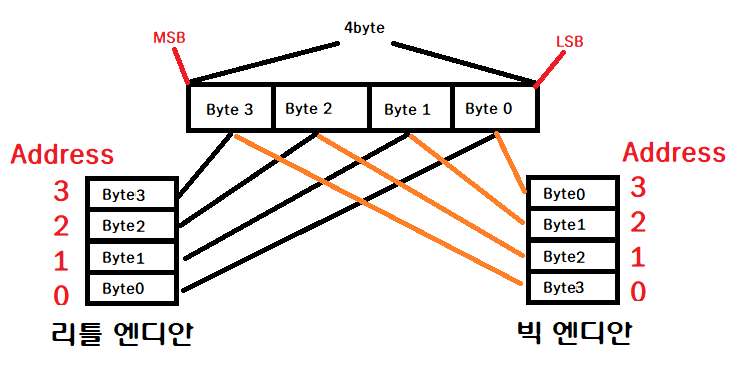 4byte
MSB
LSB
Byte 3 Byte 2 Byte 1 Byte 0
Address
3 Byte3
2 Byte2
1 Byte1
0 Byte0
리틀 엔디안
Address
Byte0 3
Byte1 2
Byte2 1
Byte3 0
빅 엔디안